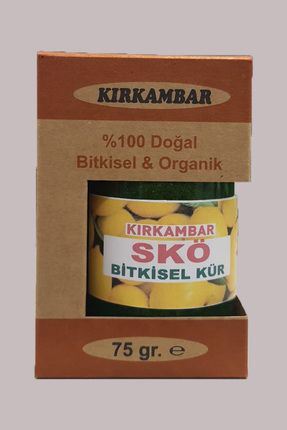 KIRKAMBAR
%100 Doğal
Bitkisel & Organik
KIRKAMBAR
SKÖ
BİTKİSEL KÜR
75 gr. ℮